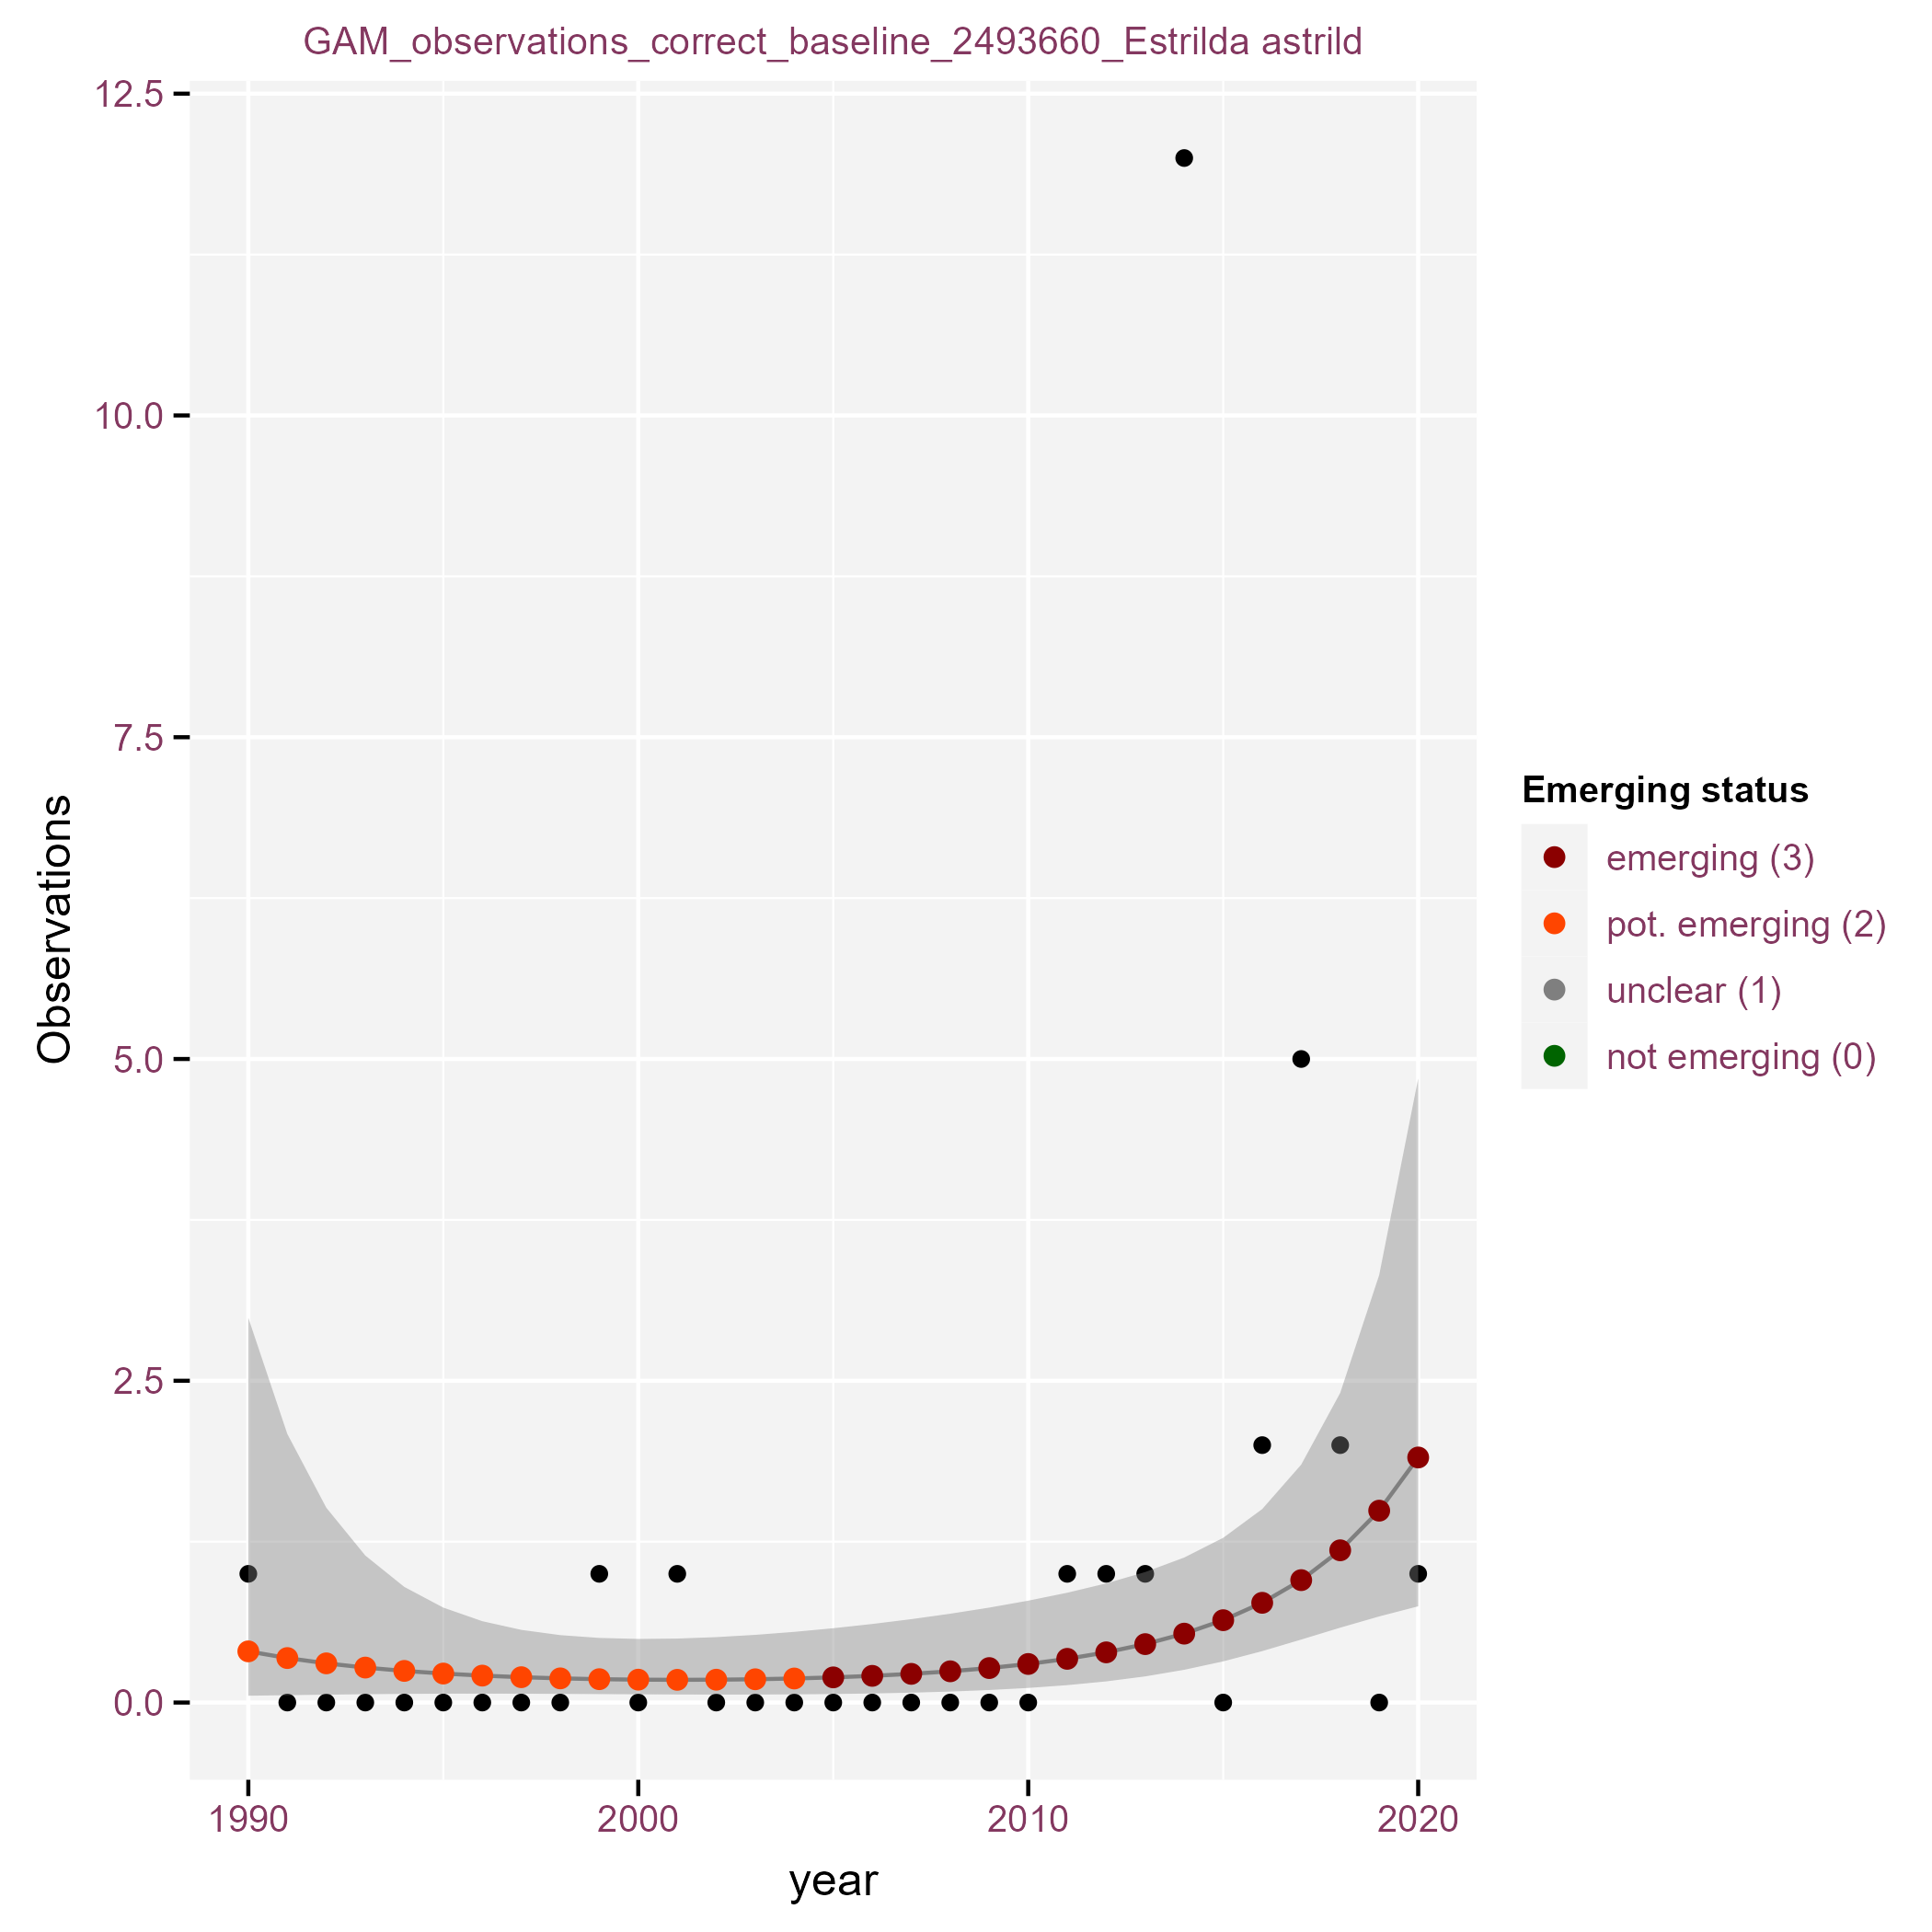 GAM_observations_correct_baseline_2493660_Estrilda astrild
12.5
10.0
7.5
5.0
2.5
0.0
Observations
1990
2000
2010
2020
year
Emerging status
emerging (3)
pot. emerging (2)
unclear (1)
not emerging (0)